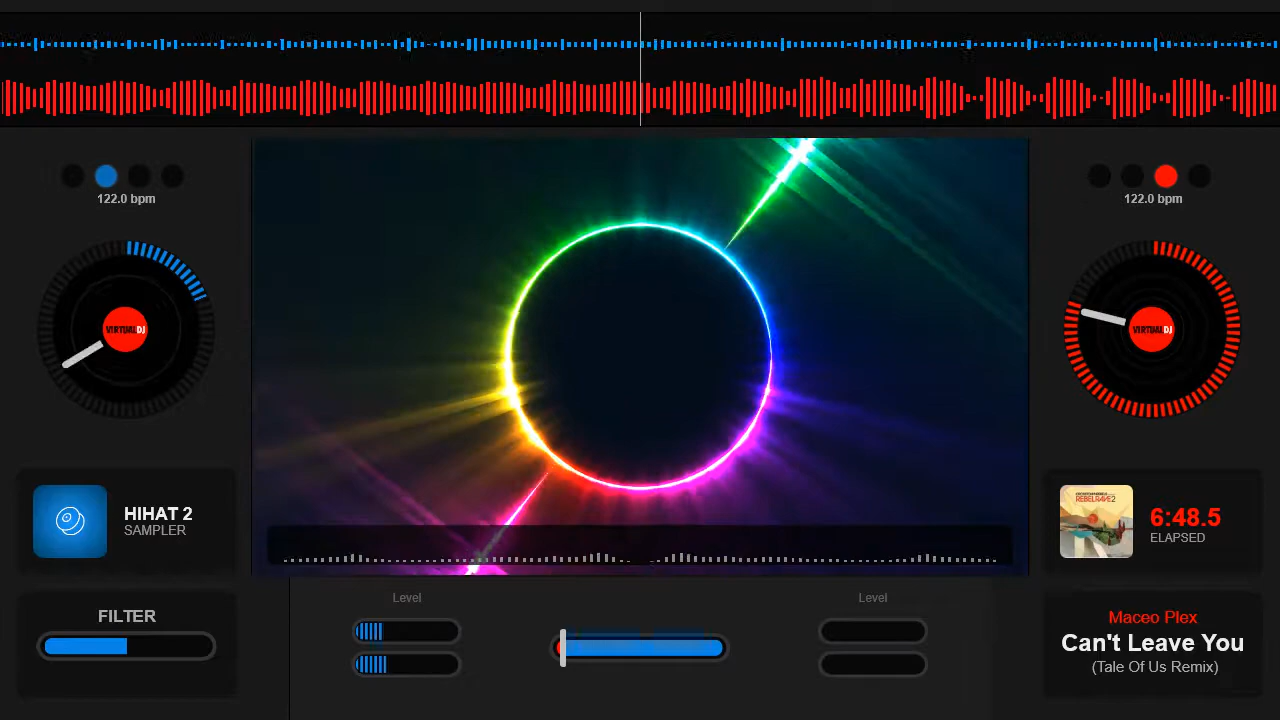 122.0 bpm
122.0 bpm
VIRTUALDJ
VIRTUALDJ
HIHAT 2
SAMPLER
REBELRAVE2
6:48.5
ELAPSED
FILTER
Level
Level
Maceo Plex
Can't Leave You
(Tale Of Us Remix)